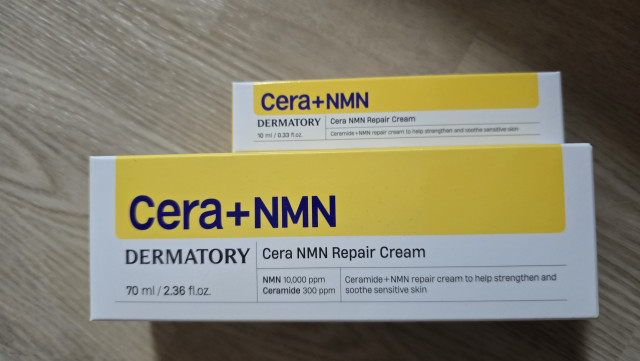 Cera+NMN
DERMATORY
Cera NMN Repair Cream
10 ml / 0.33 fl.oz.
Ceramide+NMN repair cream to help strengthen and soothe sensitive skin
Cera+NMN
DERMATORY
Cera NMN Repair Cream
70 ml / 2.36 fl.oz.
NMN 10,000 ppm
Ceramide 300 ppm
Ceramide+NMN repair cream to help strengthen and
soothe sensitive skin